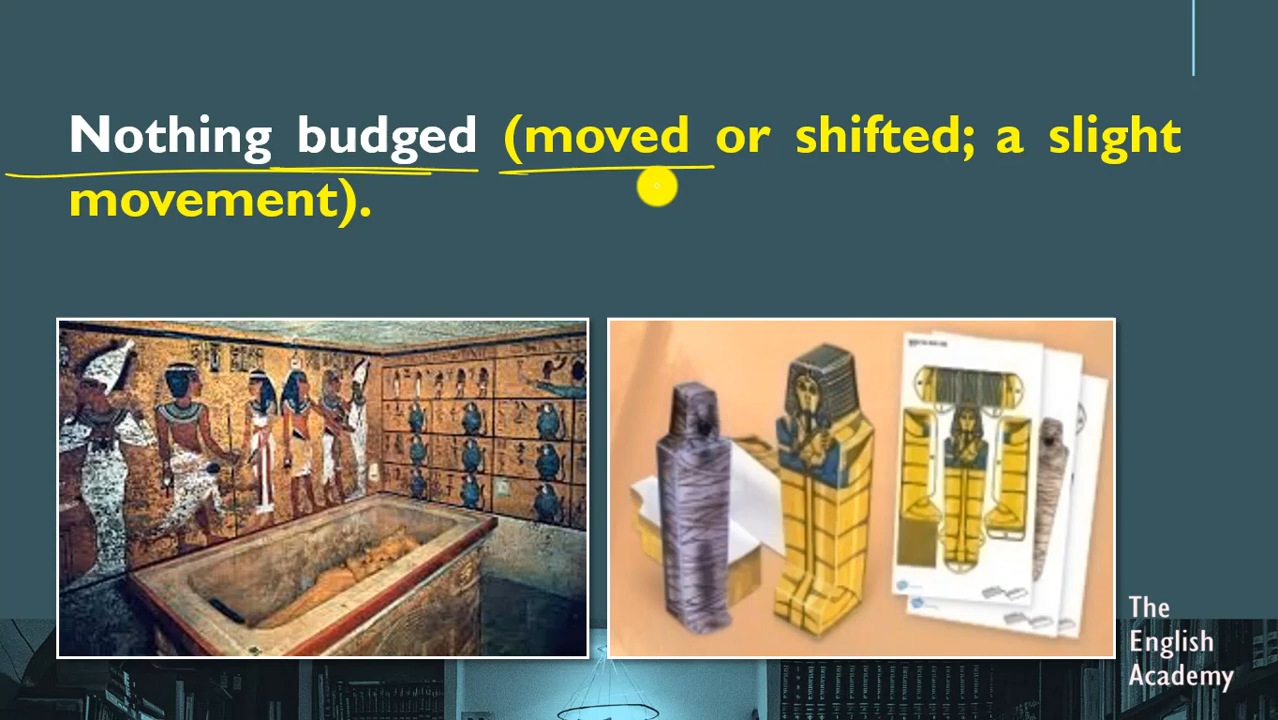 Nothing budged (moved or shifted; a slight
movement).
The
English
Academy